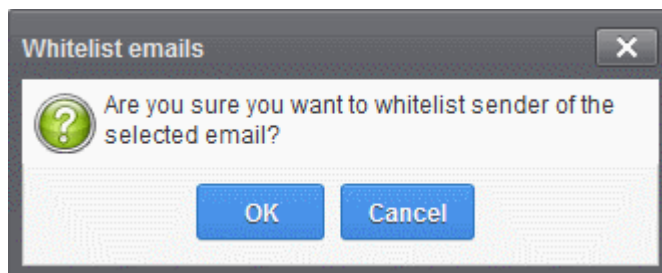 Whitelist emails
Are you sure you want to whitelist sender of the
selected email?
OK Cancel